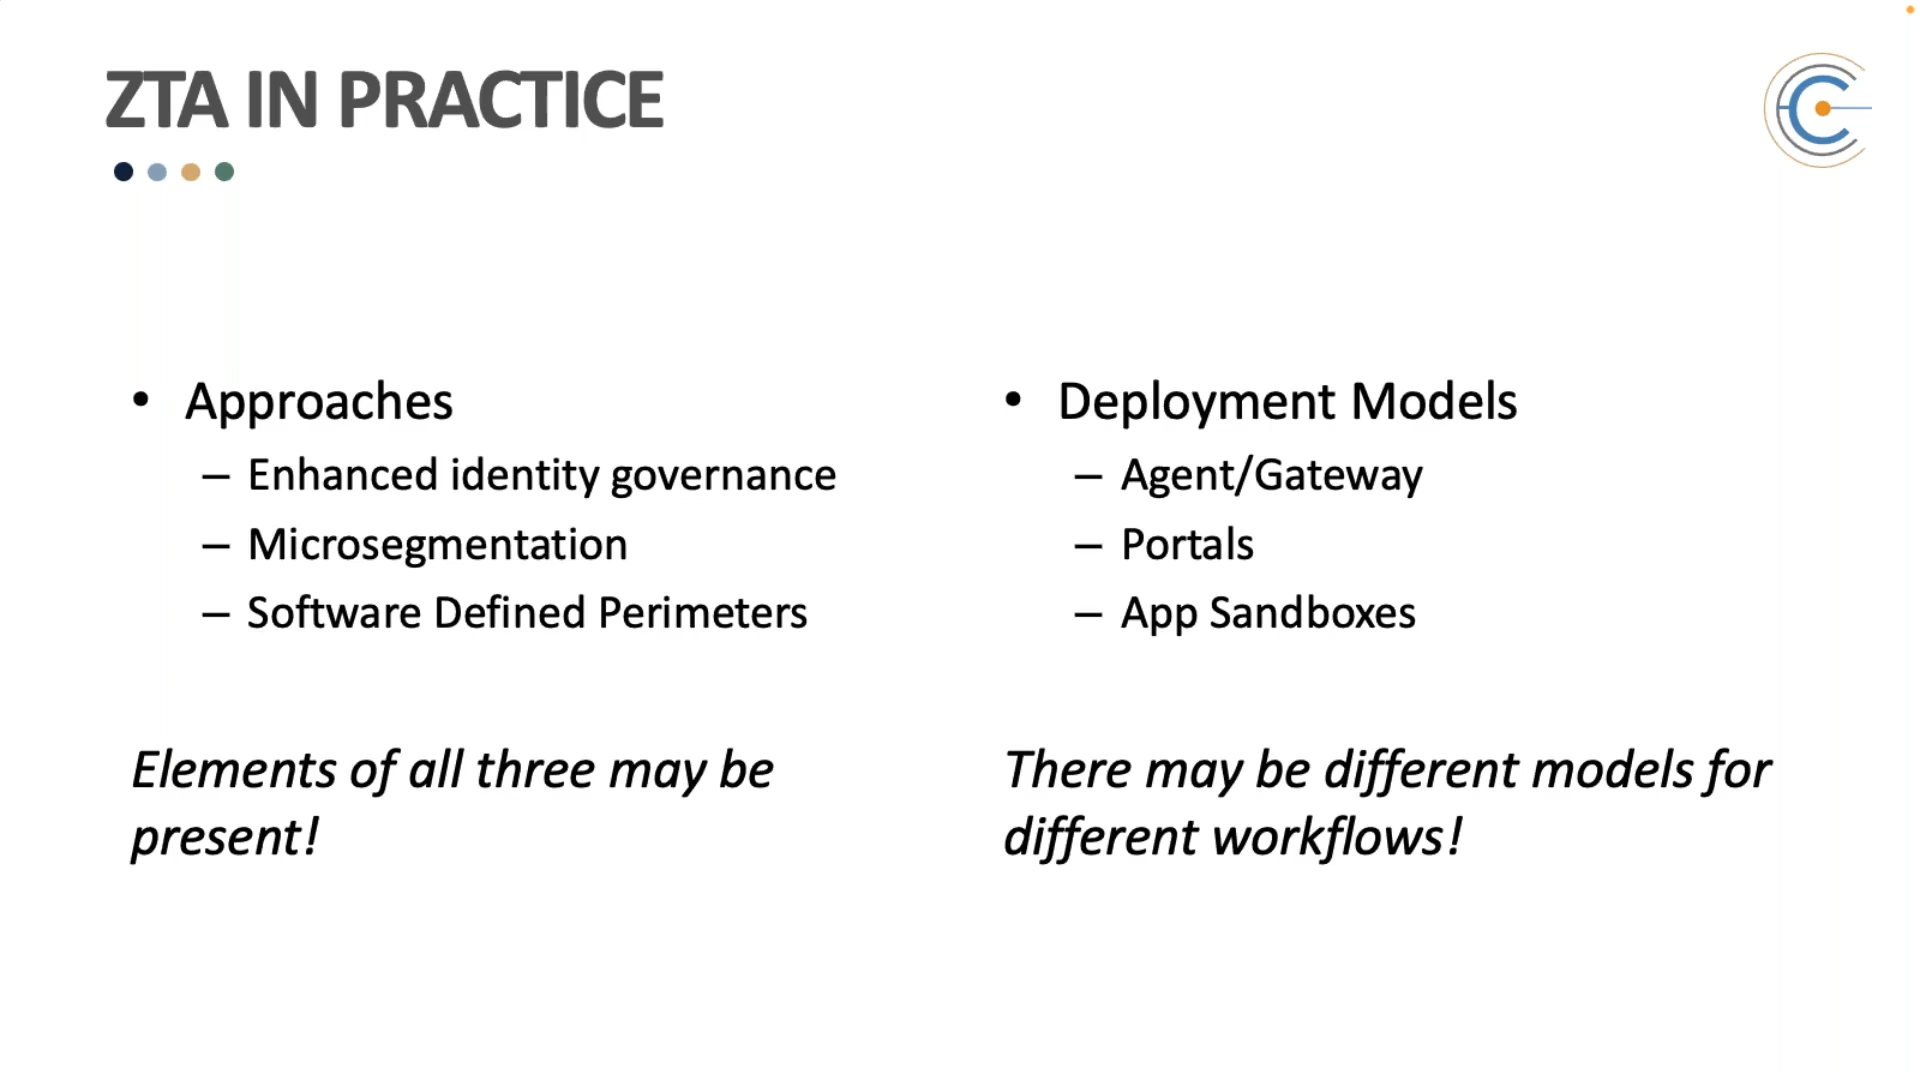 ZTA IN PRACTICE
• Approaches
– Enhanced identity governance
– Microsegmentation
– Software Defined Perimeters
Elements of all three may be
present!
• Deployment Models
– Agent/Gateway
– Portals
– App Sandboxes
There may be different models for
different workflows!